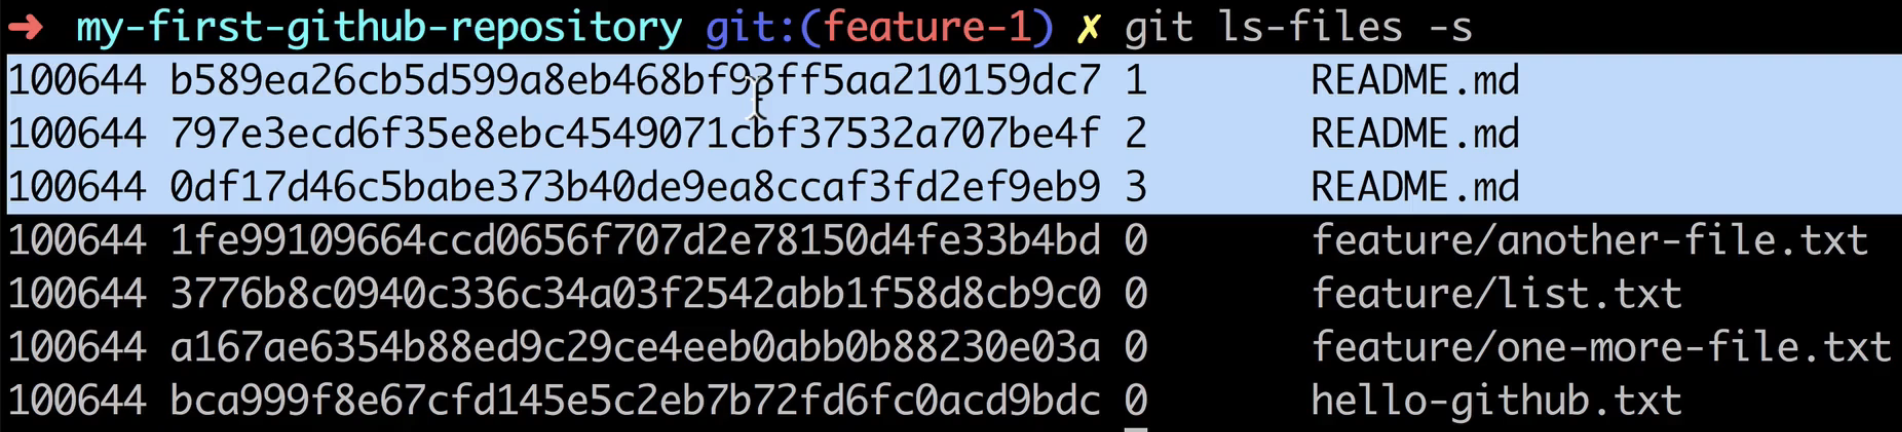 ➜ my-first-github-repository git:(feature-1) ✗ git ls-files -s
100644 b589ea26cb5d599a8eb468bf93ff5aa210159dc7 1 README.md
100644 797e3ecd6f35e8ebc4549071cbf37532a707be4f 2 README.md
100644 0df17d46c5babe373b40de9ea8ccaf3fd2ef9eb9 3 README.md
100644 1fe99109664ccd0656f707d2e78150d4fe33b4bd 0 feature/another-file.txt
100644 3776b8c0940c336c34a03f2542abb1f58d8cb9c0 0 feature/list.txt
100644 a167ae6354b88ed9c29ce4eeb0abb0b88230e03a 0 feature/one-more-file.txt
100644 bca999f8e67cfd145e5c2eb7b72fd6fc0acd9bdc 0 hello-github.txt